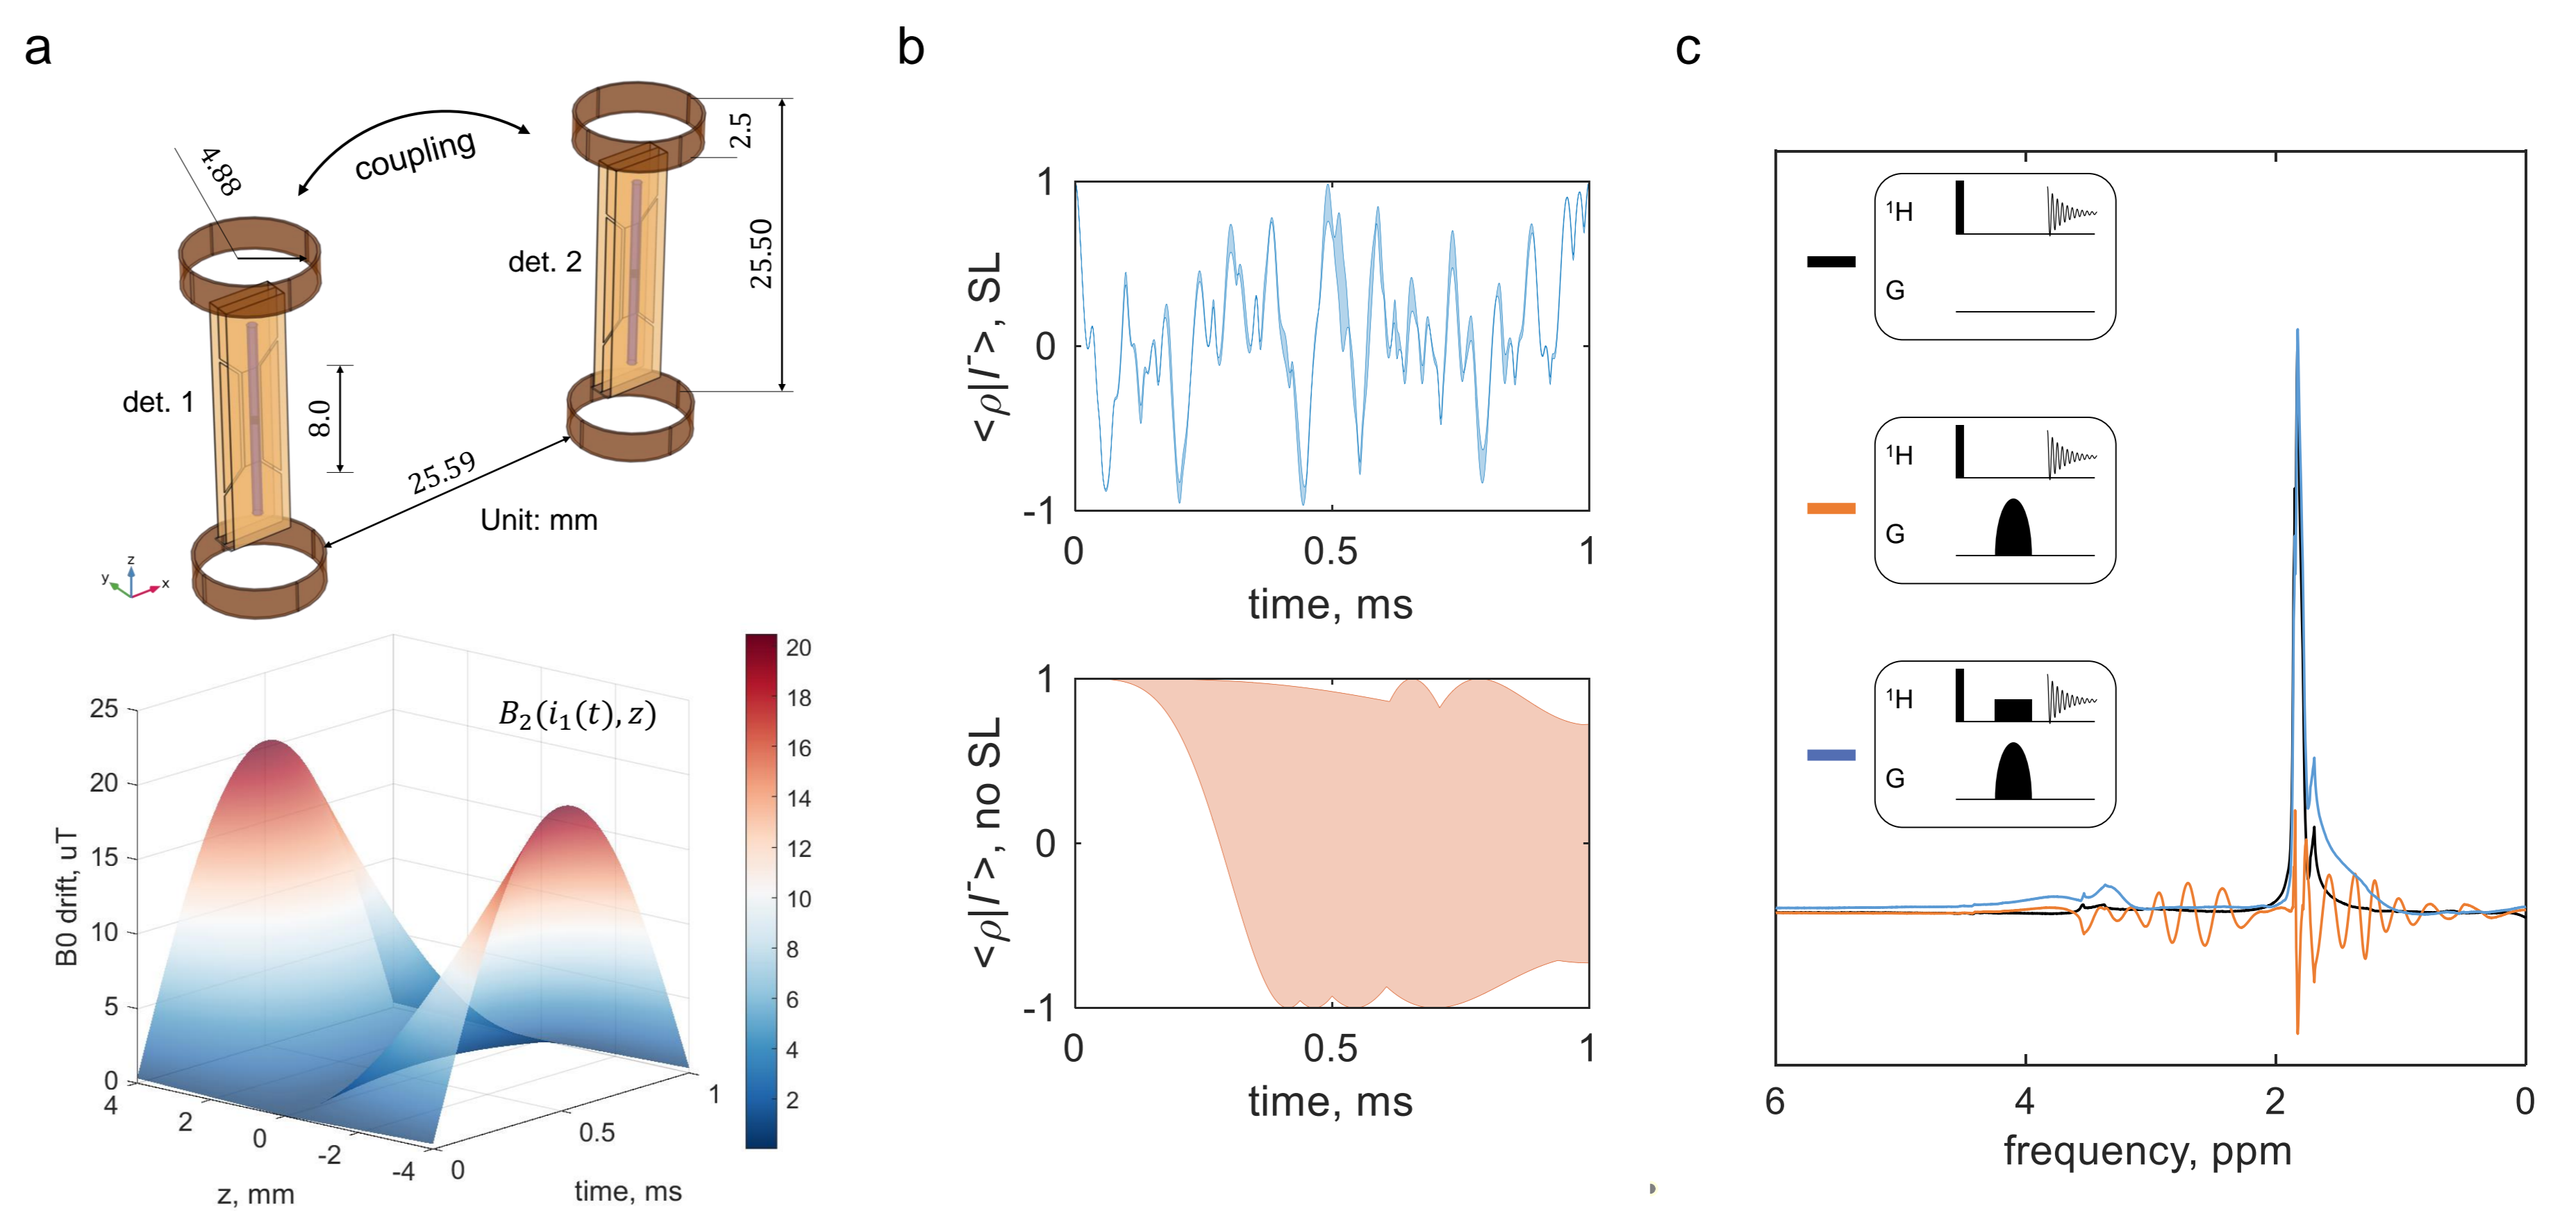 a
4.88
coupling
2.5
25.50
det. 2
det. 1
8.0
25.59
Unit: mm
z
y
x
B₂(i₁(t), z)
B0 drift, uT
25
20
15
10
5
0
4
2
0
-2
-4
z, mm
0
0.5
1
time, ms
20
18
16
14
12
10
8
6
4
2
b
<ρ|I⁻>, SL
1
0
-1
0
0.5
1
time, ms
<ρ|I⁻>, no SL
1
0
-1
0
0.5
1
time, ms
c
¹H
G
¹H
G
¹H
G
6
4
2
0
frequency, ppm